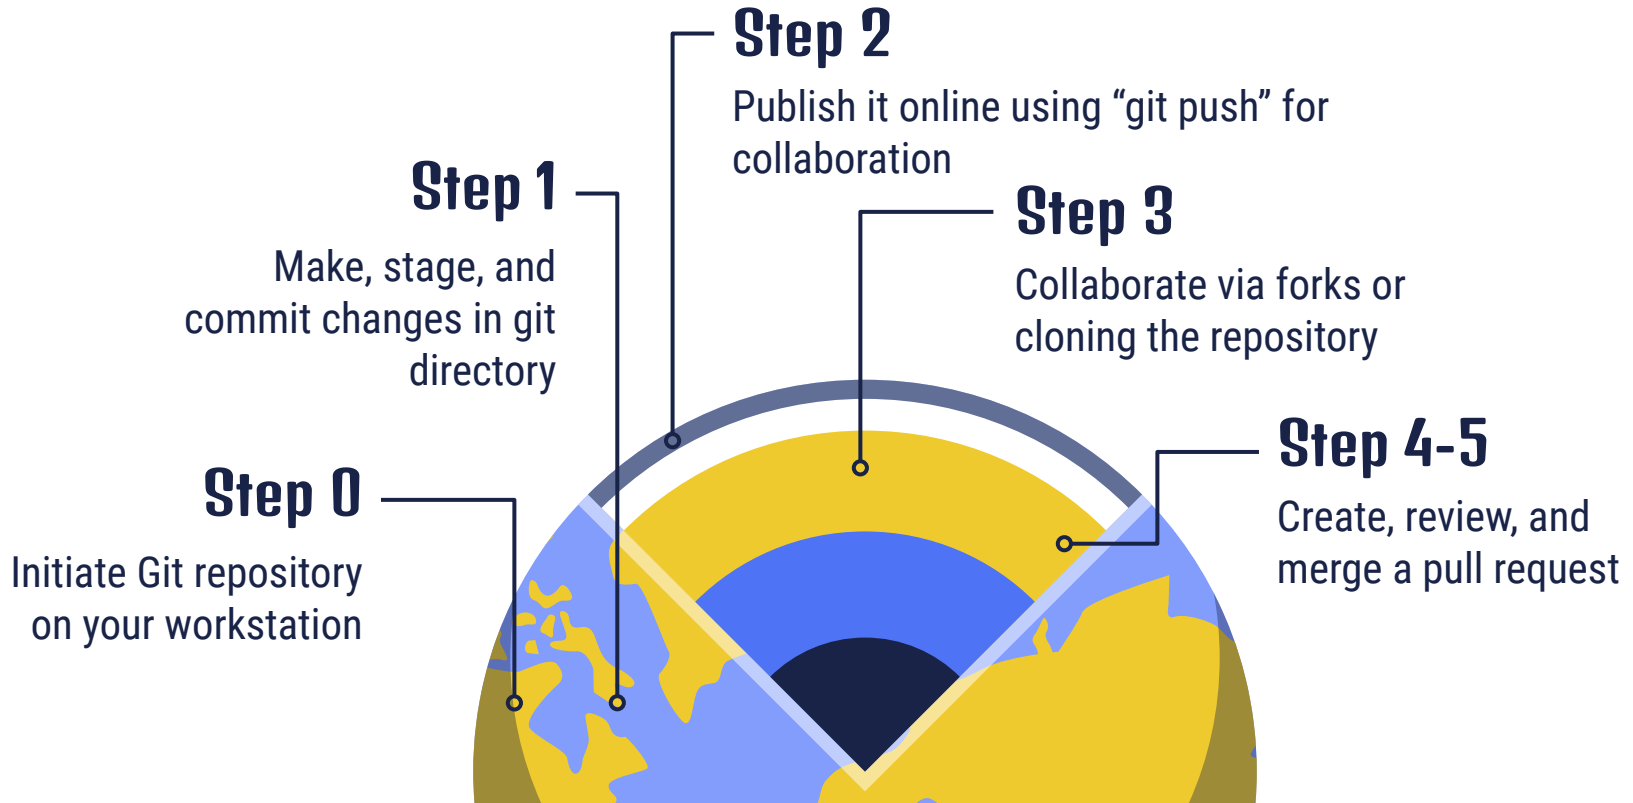 Step 0
Initiate Git repository
on your workstation
Step 1
Make, stage, and
commit changes in git
directory
Step 2
Publish it online using “git push” for
collaboration
Step 3
Collaborate via forks or
cloning the repository
Step 4-5
Create, review, and
merge a pull request